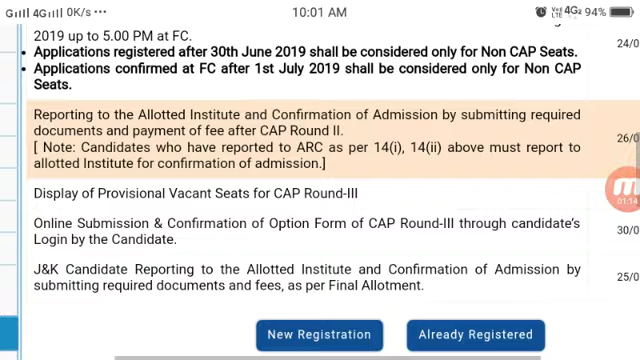 4G 4G 0K/s ••• 10:01 AM 4G 94%
2019 up to 5.00 PM at FC.
24/0
• Applications registered after 30th June 2019 shall be considered only for Non CAP Seats.
• Applications confirmed at FC after 1st July 2019 shall be considered only for Non CAP
Seats.
Reporting to the Allotted Institute and Confirmation of Admission by submitting required
documents and payment of fee after CAP Round II.
26/0
[ Note: Candidates who have reported to ARC as per 14(i), 14(ii) above must report to
allotted Institute for confirmation of admission.]
01:14
Display of Provisional Vacant Seats for CAP Round-III
Online Submission & Confirmation of Option Form of CAP Round-III through candidate's
30/0
Login by the Candidate.
J&K Candidate Reporting to the Allotted Institute and Confirmation of Admission by
25/0
submitting required documents and fees, as per Final Allotment.
New Registration Already Registered